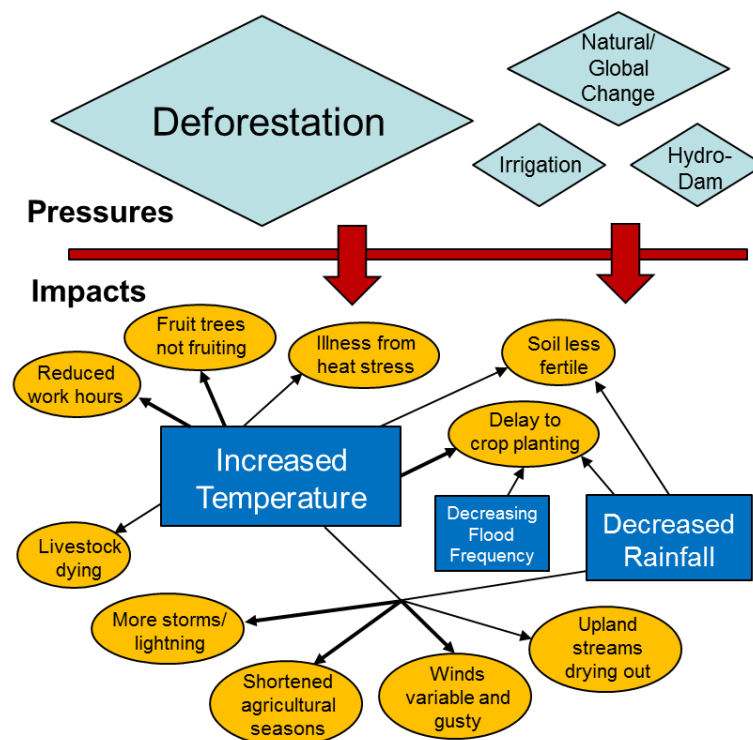 Natural/
Global
Change
Deforestation
Irrigation
Hydro-
Dam
Pressures
Impacts
Fruit trees
not fruiting
Illness from
heat stress
Soil less
fertile
Reduced
work hours
Delay to
crop planting
Increased
Temperature
Decreasing
Flood
Frequency
Decreased
Rainfall
Livestock
dying
More storms/
lightning
Upland
streams
drying out
Shortened
agricultural
seasons
Winds
variable and
gusty